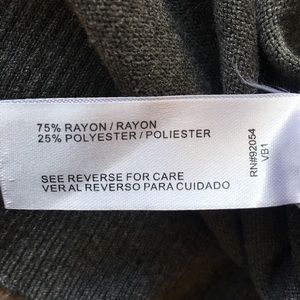 75% RAYON / RAYON
25% POLYESTER / POLIESTER
SEE REVERSE FOR CARE
VER AL REVERSO PARA CUIDADO
RN#92054
VB1